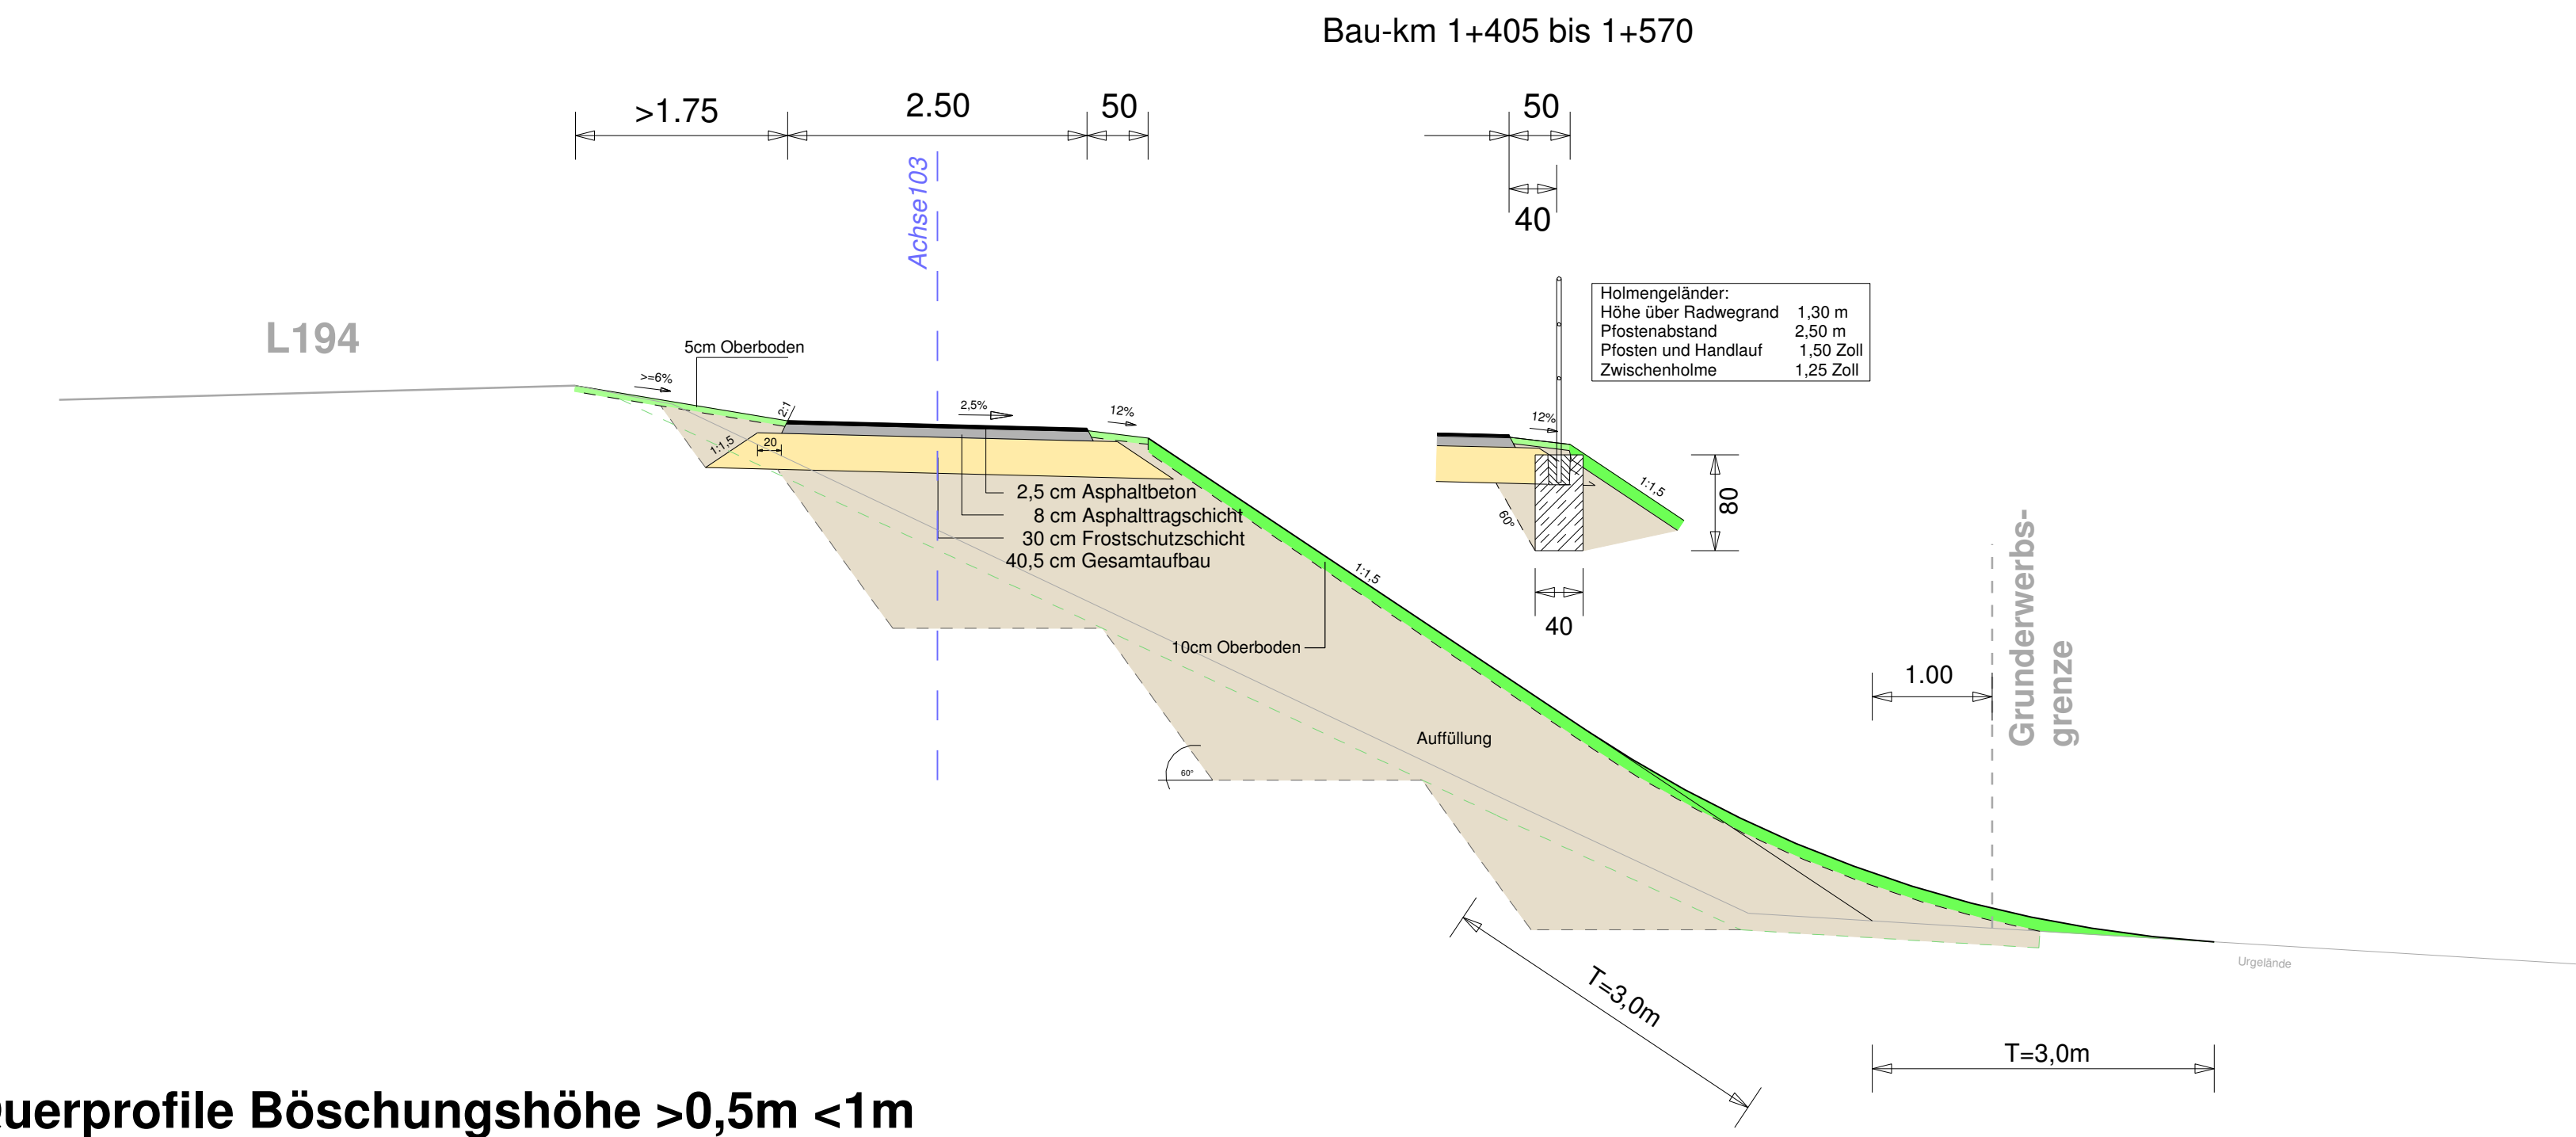 Bau-km 1+405 bis 1+570
>1.75
2.50
50
50
40
Achse103
L194
5cm Oberboden
>=6%
2:1
2,5%
12%
1:1,5
20
Holmengeländer:
Höhe über Radwegrand 1,30 m
Pfostenabstand 2,50 m
Pfosten und Handlauf 1,50 Zoll
Zwischenholme 1,25 Zoll
12%
1:1,5
60°
80
40
2,5 cm Asphaltbeton
8 cm Asphalttragschicht
30 cm Frostschutzschicht
40,5 cm Gesamtaufbau
1:1,5
10cm Oberboden
Auffüllung
60°
1.00
Grunderwerbs-
grenze
Urgelände
T=3,0m
T=3,0m
uerprofile Böschungshöhe >0,5m <1m